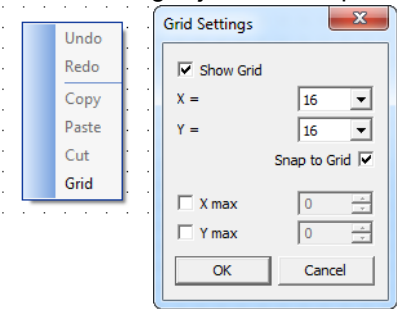 Undo
Redo
Copy
Paste
Cut
Grid
Grid Settings
Show Grid
X = 16
Y = 16
Snap to Grid
X max 0
Y max 0
OK Cancel